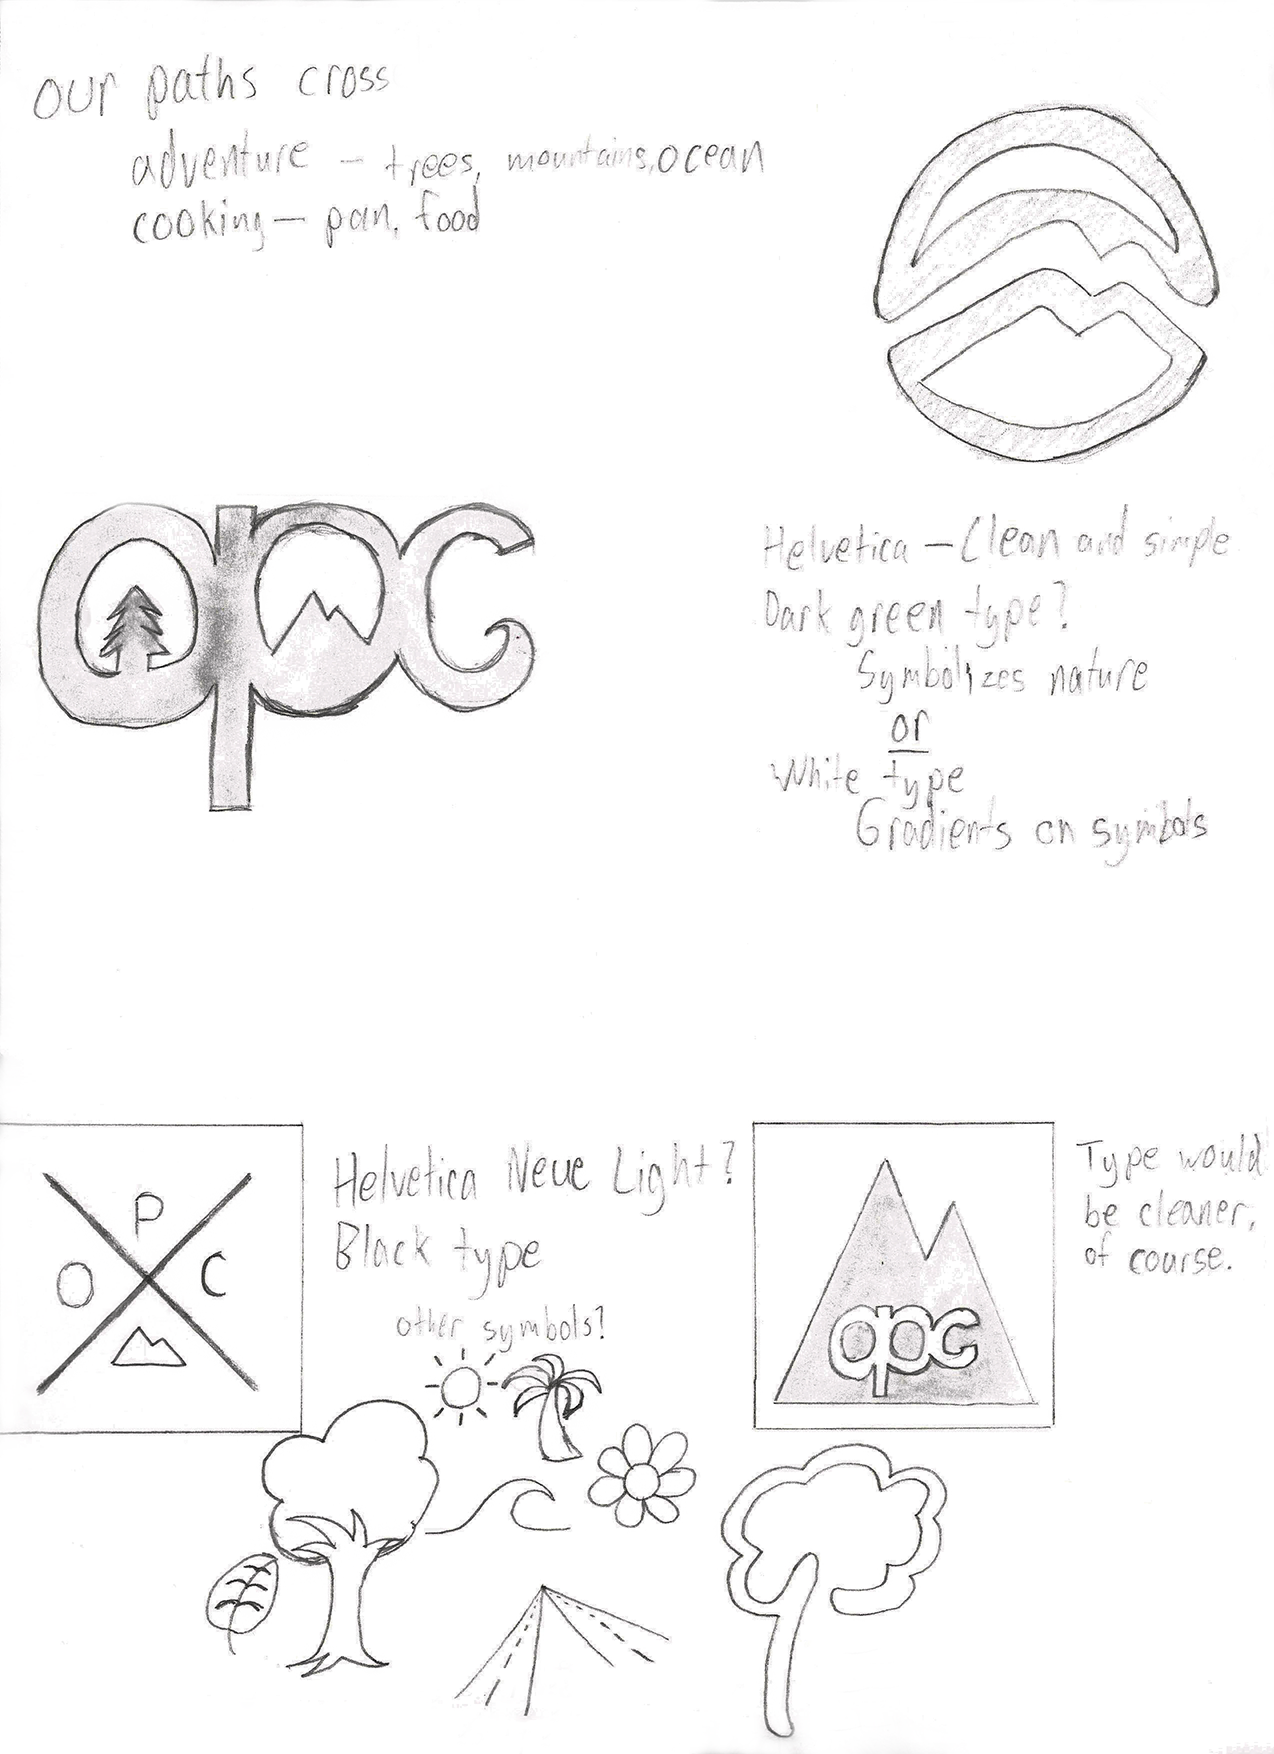 our paths cross
adventure - trees, mountains, ocean
cooking - pan, food
opc
Helvetica - Clean and simple
Dark green type?
Symbolizes nature
or
White type
Gradients on symbols
P
O C
Helvetica Neue Light?
Black type
other symbols?
opc
Type would
be cleaner,
of course.